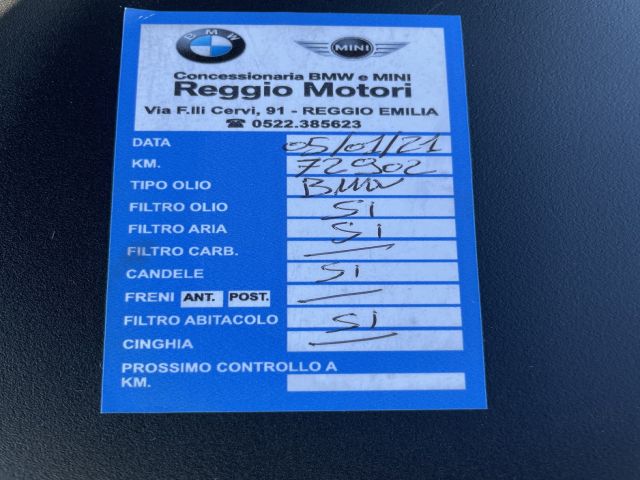 BMW
MINI
Concessionaria BMW e MINI
Reggio Motori
Via F.lli Cervi, 91 - REGGIO EMILIA
☎ 0522.385623
DATA 05/01/21
KM. 72902
TIPO OLIO BMW
FILTRO OLIO SI
FILTRO ARIA SI
FILTRO CARB. —
CANDELE SI
FRENI ANT. POST. —
FILTRO ABITACOLO SI
CINGHIA —
PROSSIMO CONTROLLO A
KM.